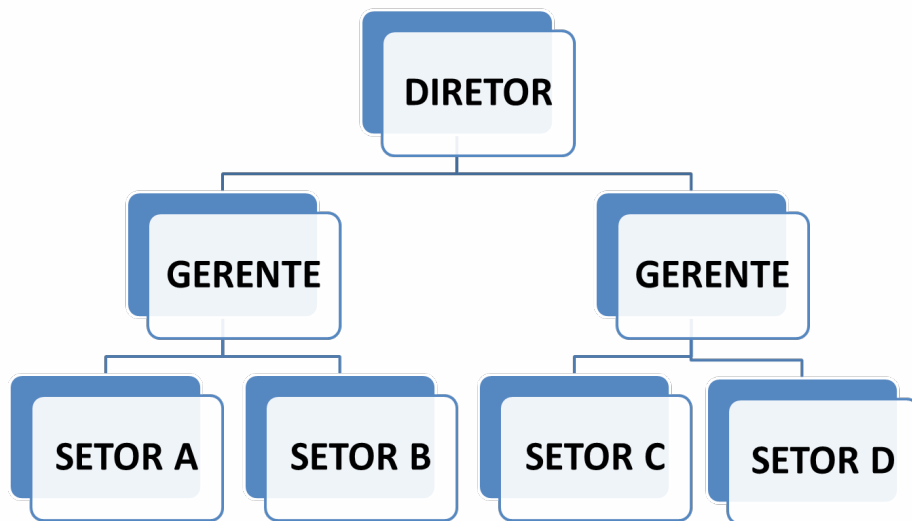 DIRETOR
GERENTE
GERENTE
SETOR A
SETOR B
SETOR C
SETOR D